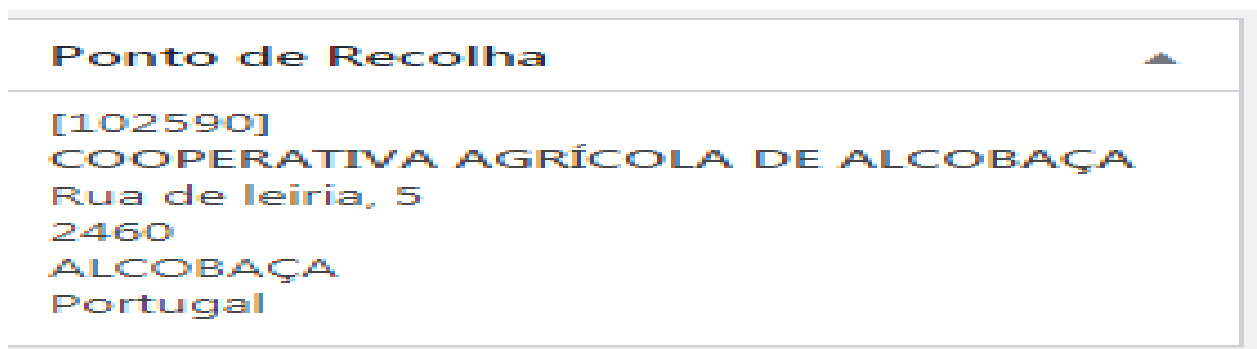 Ponto de Recolha
[102590]
COOPERATIVA AGRÍCOLA DE ALCOBAÇA
Rua de leiria, 5
2460
ALCOBAÇA
Portugal